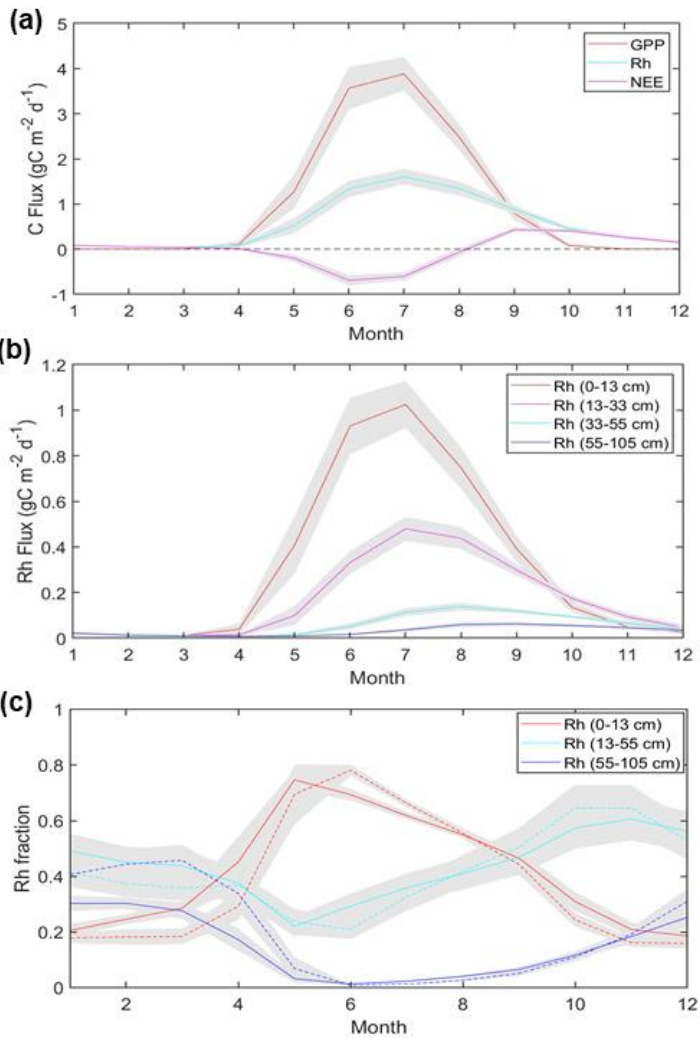 (a)
5
4
3
2
1
0
-1
C Flux (gC m⁻² d⁻¹)
GPP
Rh
NEE
1 2 3 4 5 6 7 8 9 10 11 12
Month
(b)
1.2
1
0.8
0.6
0.4
0.2
0
Rh Flux (gC m⁻² d⁻¹)
Rh (0-13 cm)
Rh (13-33 cm)
Rh (33-55 cm)
Rh (55-105 cm)
1 2 3 4 5 6 7 8 9 10 11 12
Month
(c)
1
0.8
0.6
0.4
0.2
0
Rh fraction
Rh (0-13 cm)
Rh (13-55 cm)
Rh (55-105 cm)
2 4 6 8 10 12
Month